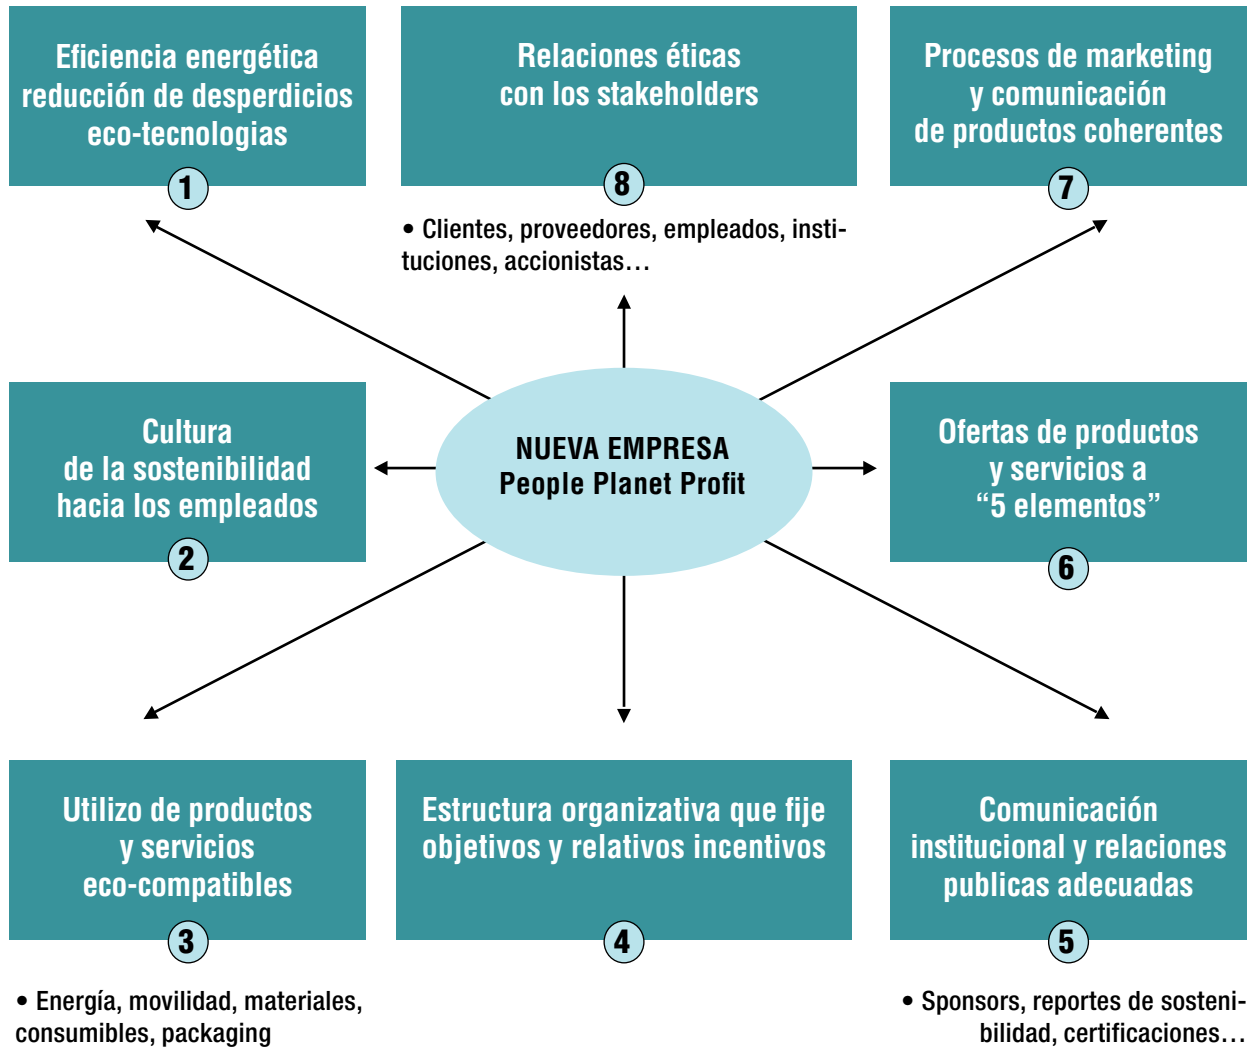 Eficiencia energética
reducción de desperdicios
eco-tecnologias
1
Relaciones éticas
con los stakeholders
8
• Clientes, proveedores, empleados, insti-
tuciones, accionistas…
Procesos de marketing
y comunicación
de productos coherentes
7
Cultura
de la sostenibilidad
hacia los empleados
2
NUEVA EMPRESA
People Planet Profit
Ofertas de productos
y servicios a
“5 elementos”
6
Utilizo de productos
y servicios
eco-compatibles
3
• Energía, movilidad, materiales,
consumibles, packaging
Estructura organizativa que fije
objetivos y relativos incentivos
4
Comunicación
institucional y relaciones
publicas adecuadas
5
• Sponsors, reportes de sosteni-
bilidad, certificaciones…